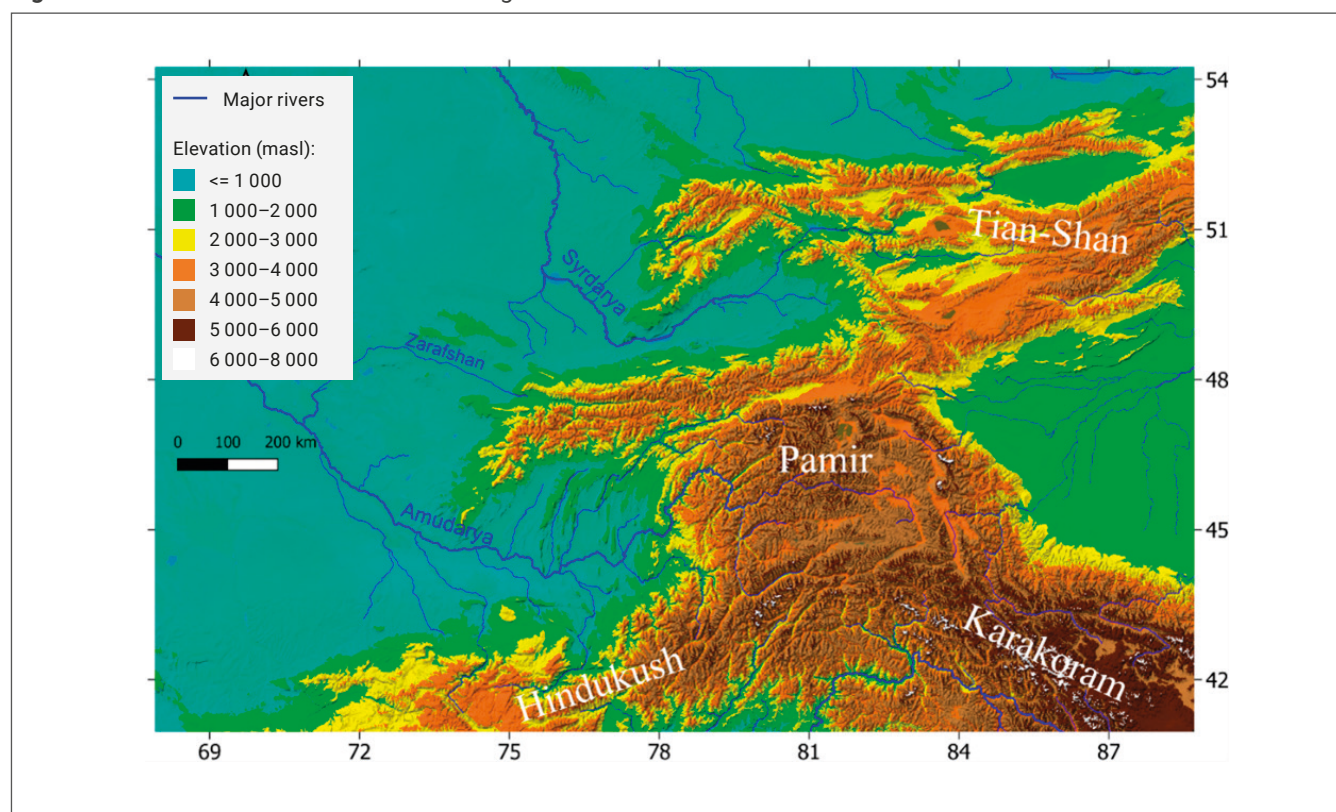 Major rivers
Elevation (masl):
<= 1 000
1 000–2 000
2 000–3 000
3 000–4 000
4 000–5 000
5 000–6 000
6 000–8 000
0 100 200 km
Tian-Shan
Syrdarya
Zarafshan
Pamir
Amudarya
Karakoram
Hindukush
54
51
48
45
42
69 72 75 78 81 84 87